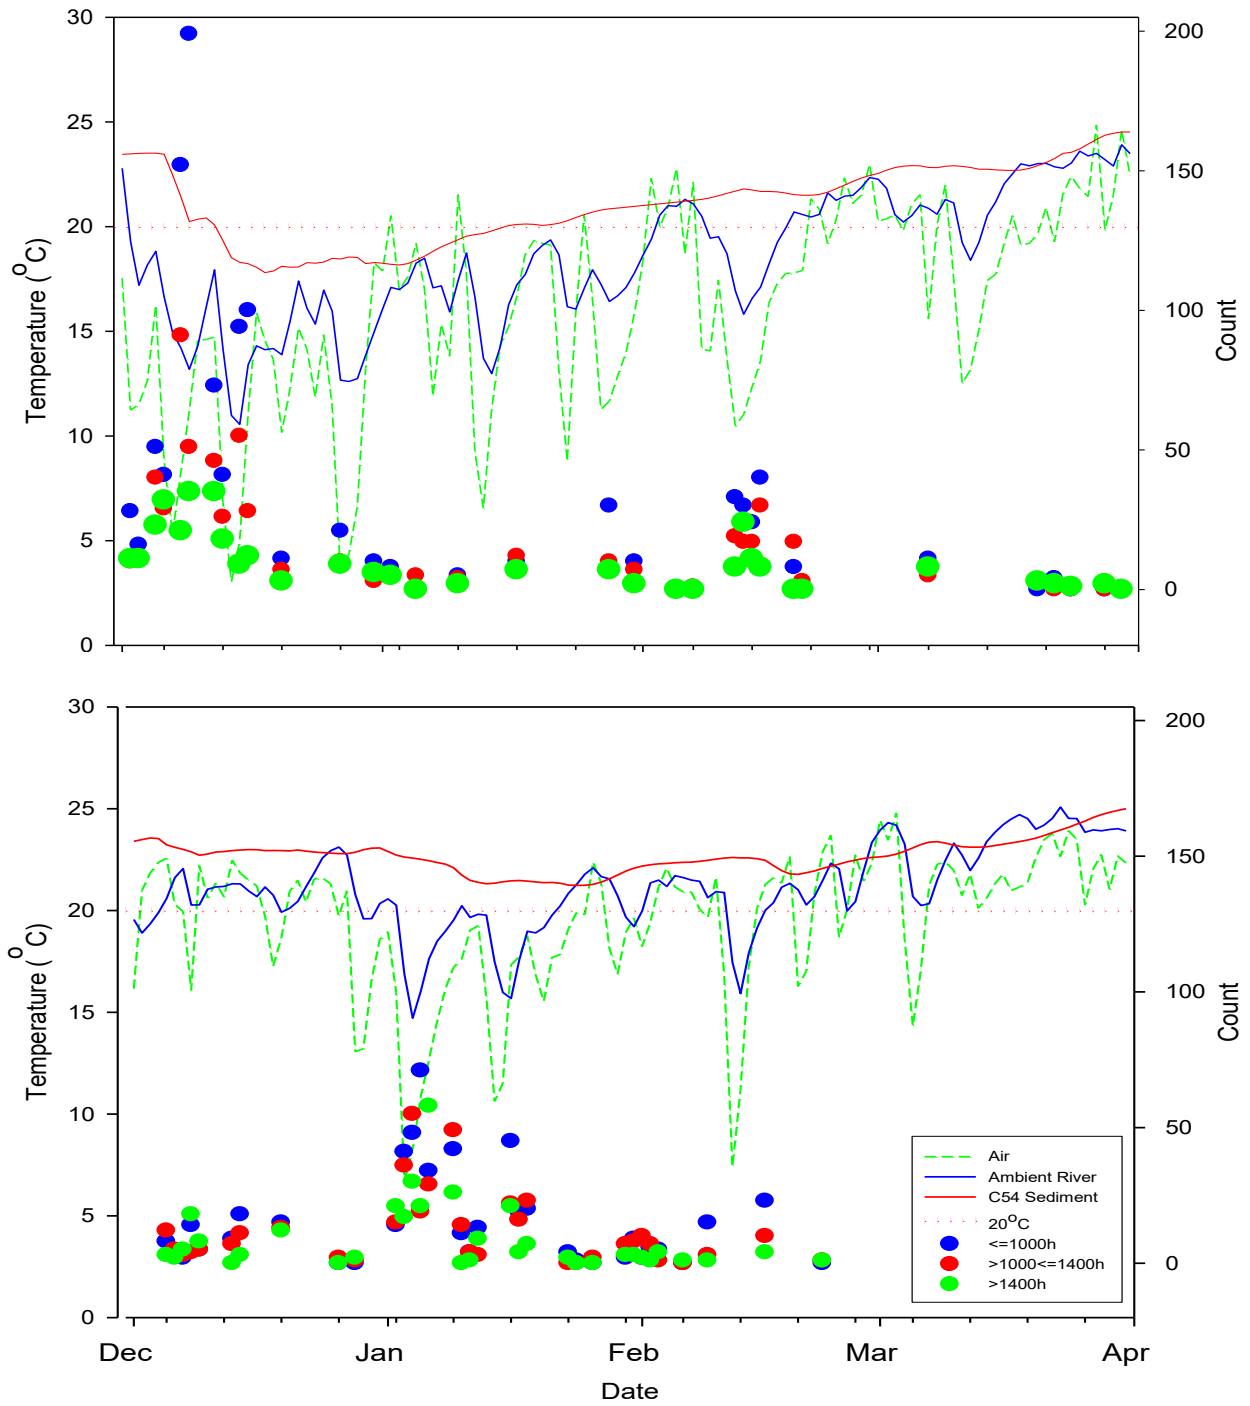 30
25
20
15
10
5
0
Temperature (°C)
200
150
100
50
0
Count
30
25
20
15
10
5
0
Temperature (°C)
200
150
100
50
0
Count
Air
Ambient River
C54 Sediment
20°C
<=1000h
>1000<=1400h
>1400h
Dec
Jan
Feb
Mar
Apr
Date